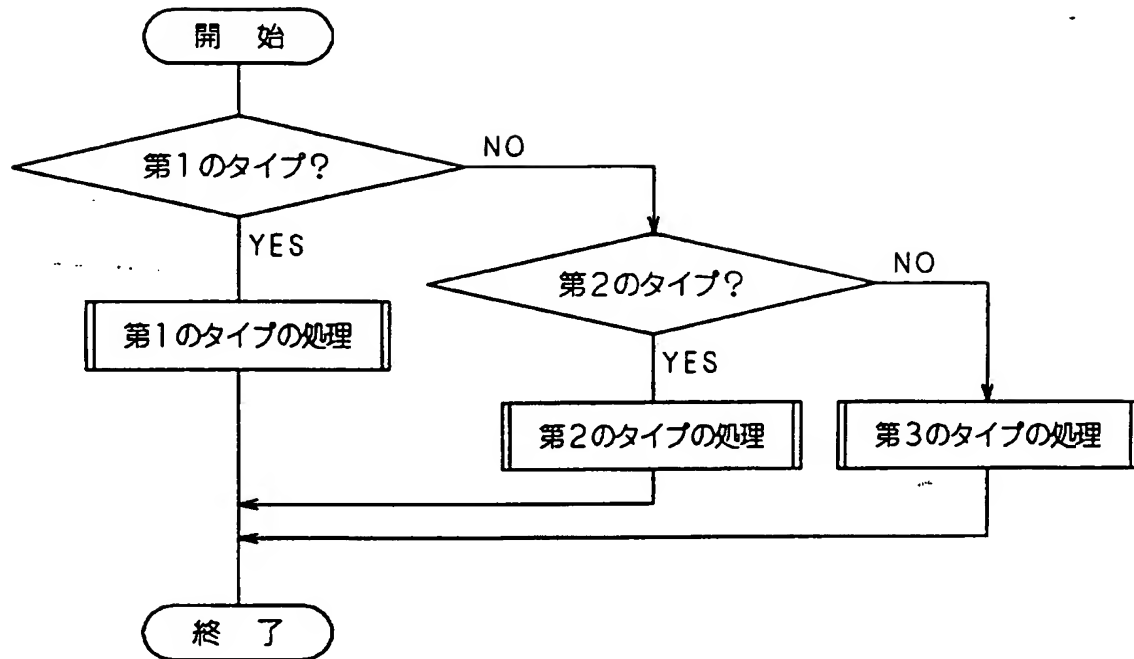 開 始
第1のタイプ?
NO
YES
第2のタイプ?
NO
第1のタイプの処理
YES
第2のタイプの処理
第3のタイプの処理
終 了